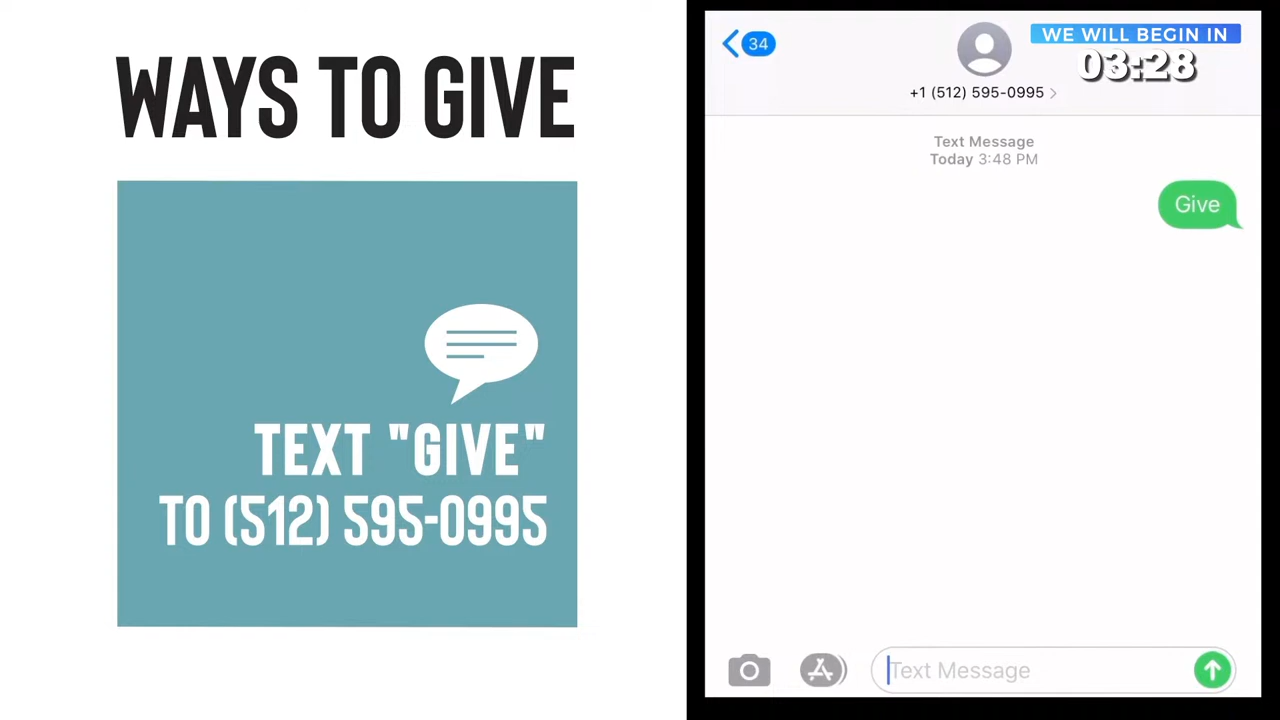 WAYS TO GIVE
TEXT "GIVE"
TO (512) 595-0995
34
WE WILL BEGIN IN
03:28
+1 (512) 595-0995
Text Message
Today 3:48 PM
Give
Text Message